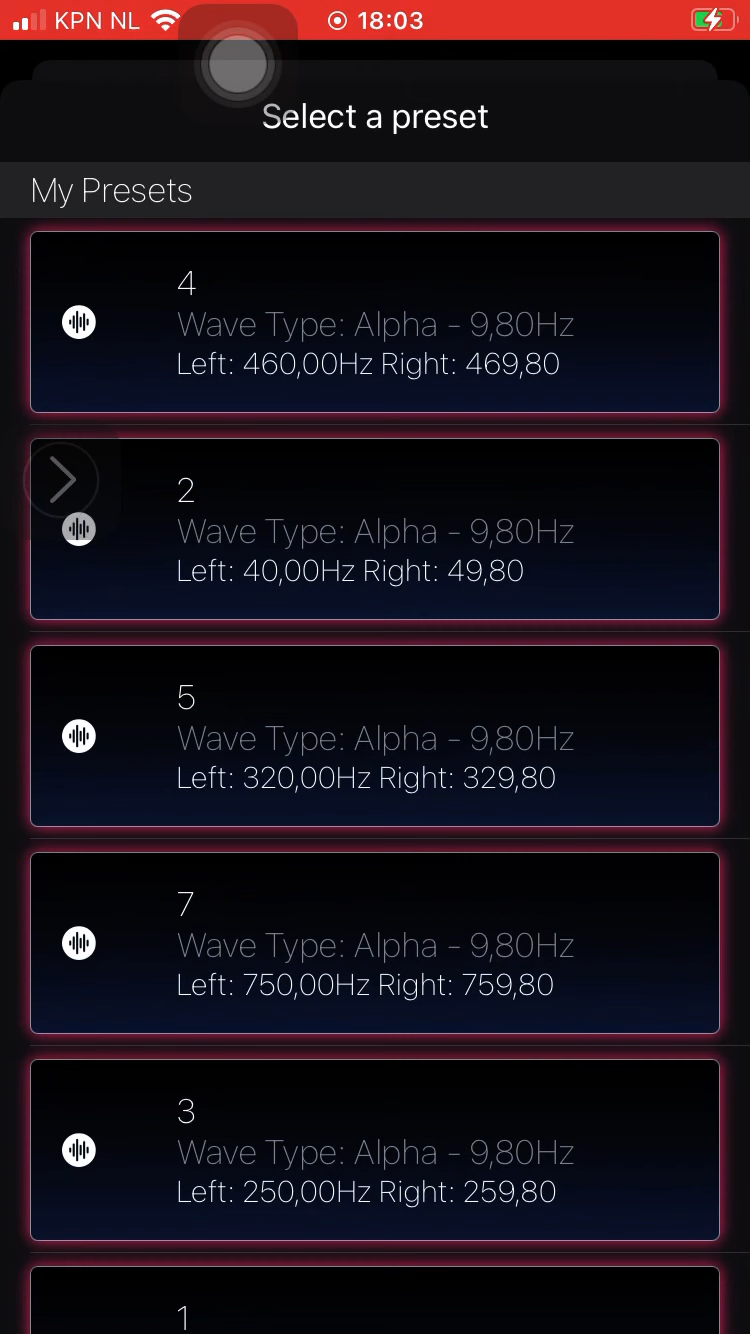 KPN NL 18:03
Select a preset
My Presets
4
Wave Type: Alpha - 9,80Hz
Left: 460,00Hz Right: 469,80
2
Wave Type: Alpha - 9,80Hz
Left: 40,00Hz Right: 49,80
5
Wave Type: Alpha - 9,80Hz
Left: 320,00Hz Right: 329,80
7
Wave Type: Alpha - 9,80Hz
Left: 750,00Hz Right: 759,80
3
Wave Type: Alpha - 9,80Hz
Left: 250,00Hz Right: 259,80
1